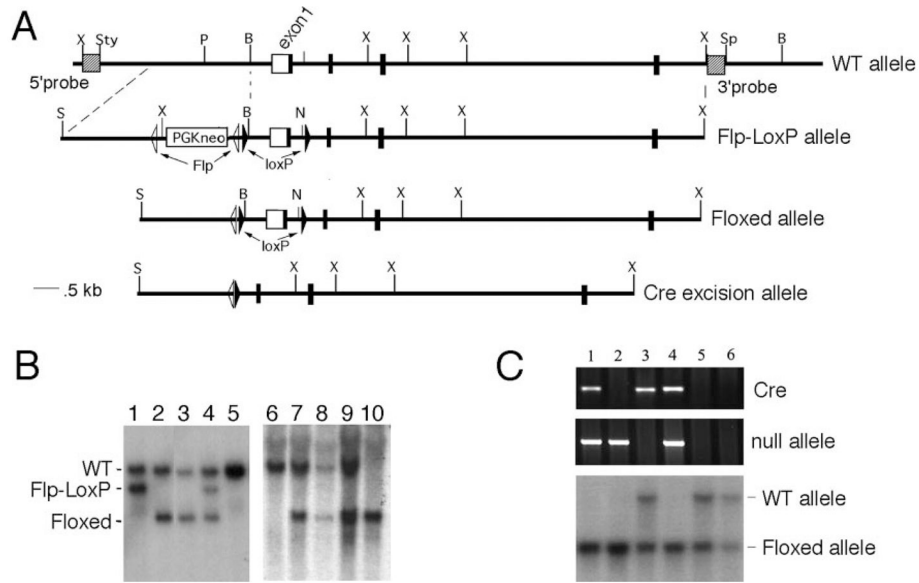 A
X Sty P B exon1 X X X X Sp B
5'probe 3'probe WT allele
S X PGKneo B N X X X X
Flp loxP Flp-LoxP allele
S B N X X X X
loxP Floxed allele
S X X X X
.5 kb Cre excision allele
B
1 2 3 4 5 6 7 8 9 10
WT -
Flp-LoxP -
Floxed -
C
1 2 3 4 5 6
Cre
null allele
WT allele
Floxed allele